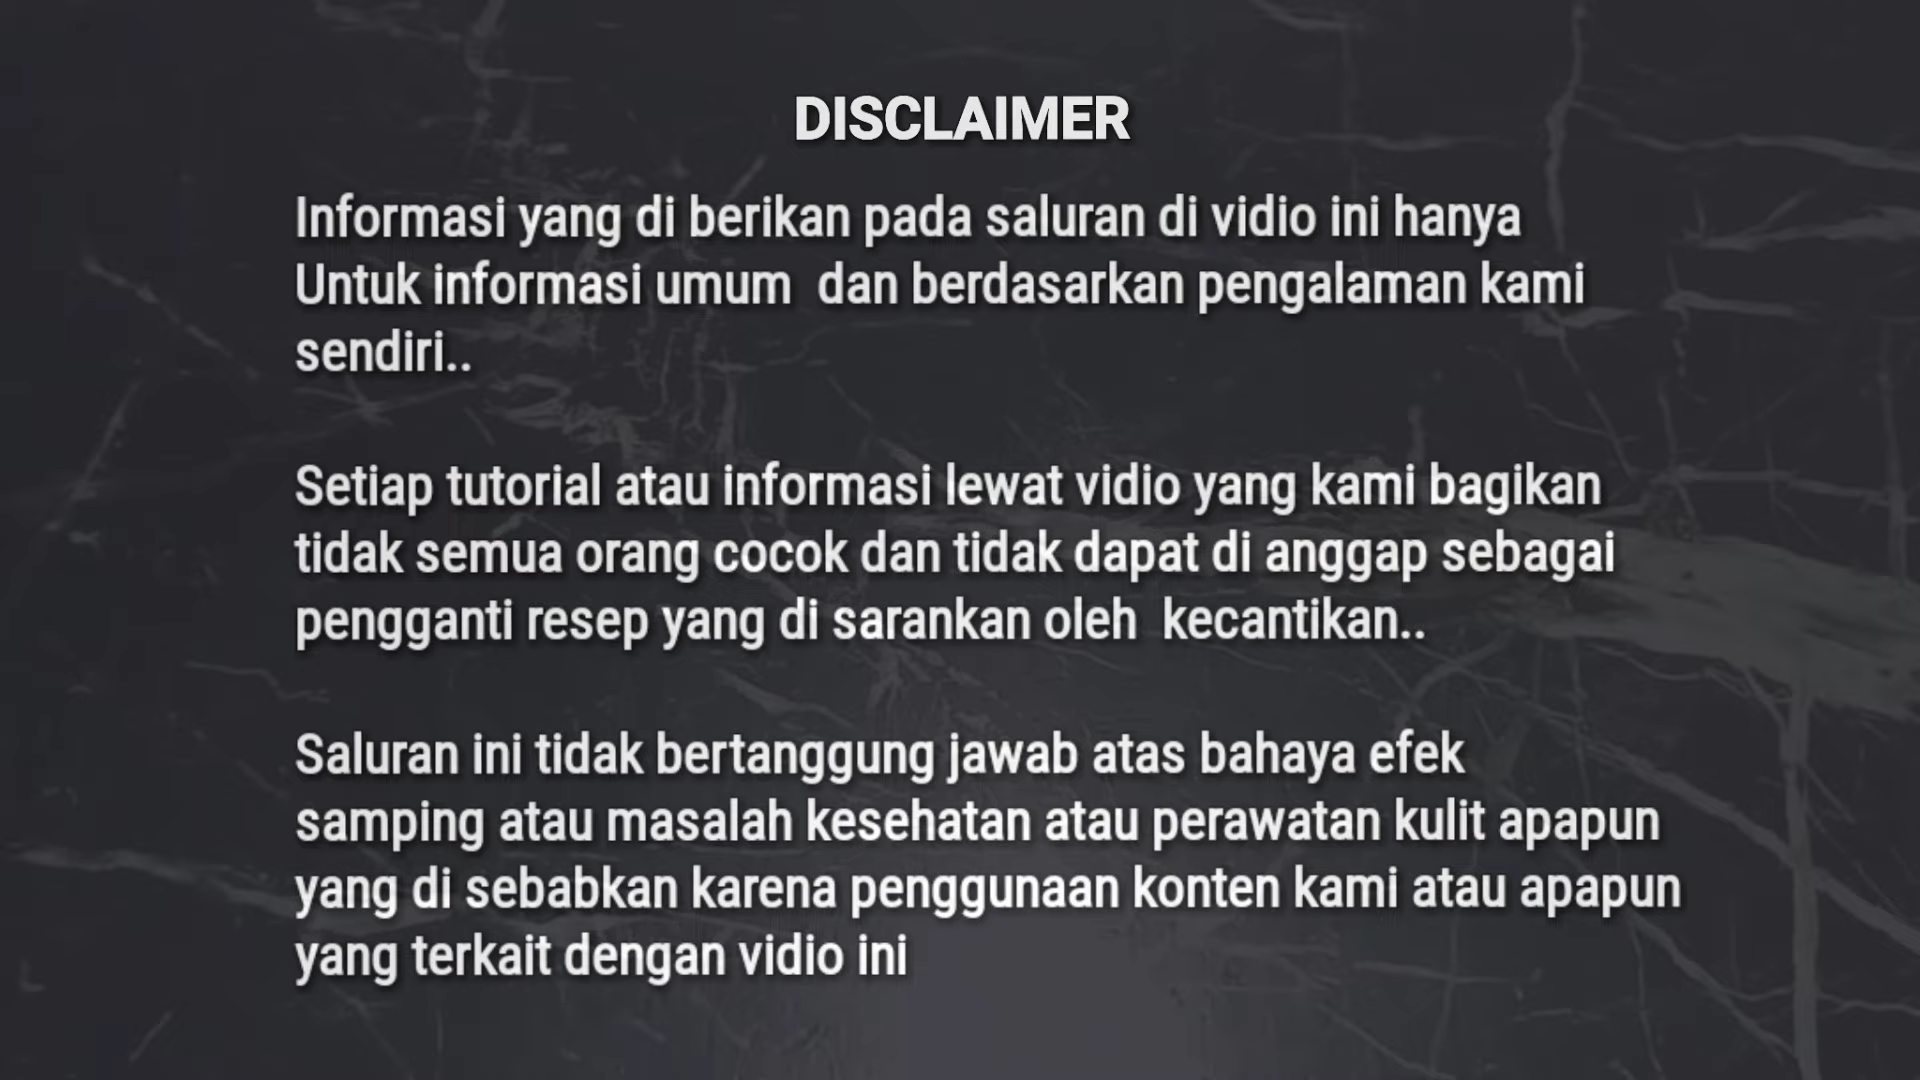 DISCLAIMER
Informasi yang di berikan pada saluran di vidio ini hanya
Untuk informasi umum  dan berdasarkan pengalaman kami
sendiri..
Setiap tutorial atau informasi lewat vidio yang kami bagikan
tidak semua orang cocok dan tidak dapat di anggap sebagai
pengganti resep yang di sarankan oleh  kecantikan..
Saluran ini tidak bertanggung jawab atas bahaya efek
samping atau masalah kesehatan atau perawatan kulit apapun
yang di sebabkan karena penggunaan konten kami atau apapun
yang terkait dengan vidio ini